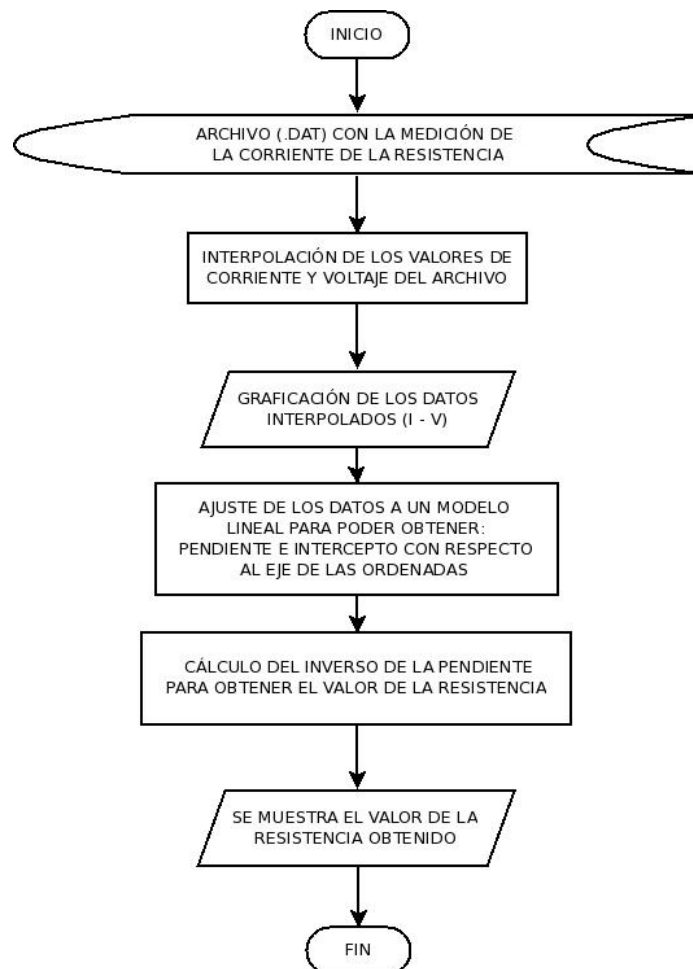 INICIO
ARCHIVO (.DAT) CON LA MEDICIÓN DE
LA CORRIENTE DE LA RESISTENCIA
INTERPOLACIÓN DE LOS VALORES DE
CORRIENTE Y VOLTAJE DEL ARCHIVO
GRAFICACIÓN DE LOS DATOS
INTERPOLADOS (I - V)
AJUSTE DE LOS DATOS A UN MODELO
LINEAL PARA PODER OBTENER:
PENDIENTE E INTERCEPTO CON RESPECTO
AL EJE DE LAS ORDENADAS
CÁLCULO DEL INVERSO DE LA PENDIENTE
PARA OBTENER EL VALOR DE LA RESISTENCIA
SE MUESTRA EL VALOR DE LA
RESISTENCIA OBTENIDO
FIN